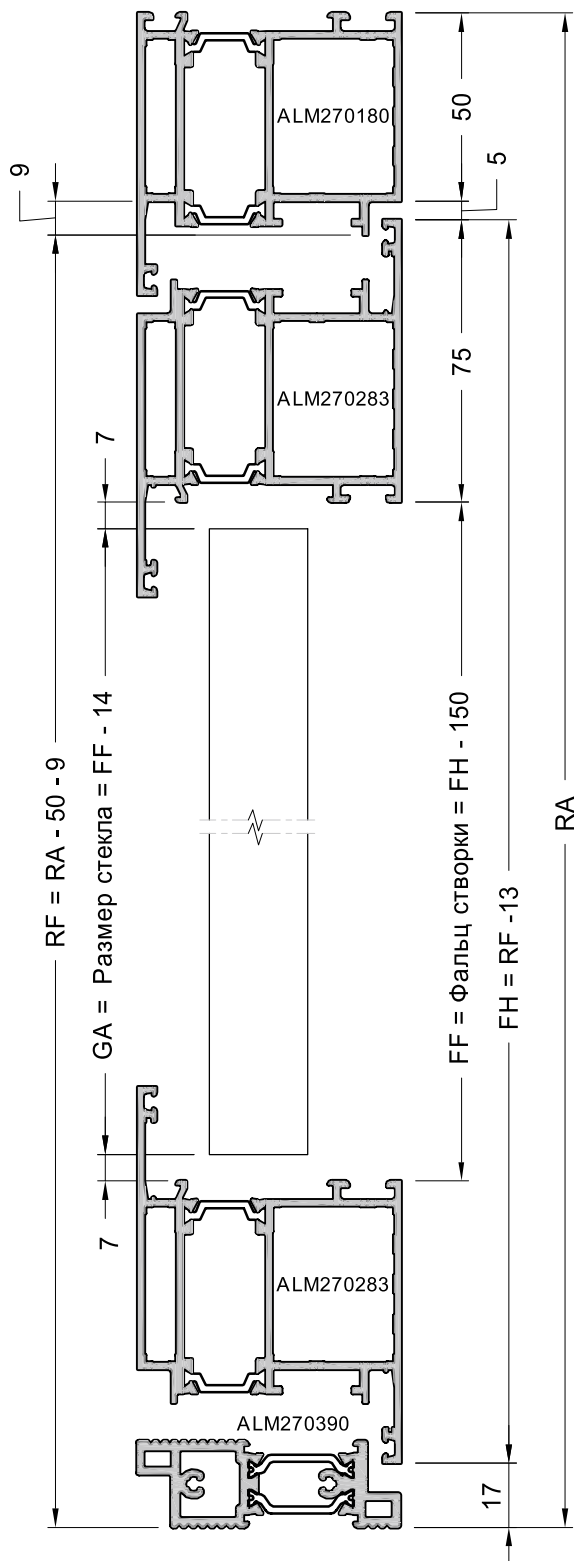 ALM270180
50
5
9
ALM270283
75
7
RF = RA - 50 - 9
GA = Размер стекла = FF - 14
FF = Фальц створки = FH - 150
FH = RF -13
RA
7
ALM270283
ALM270390
17